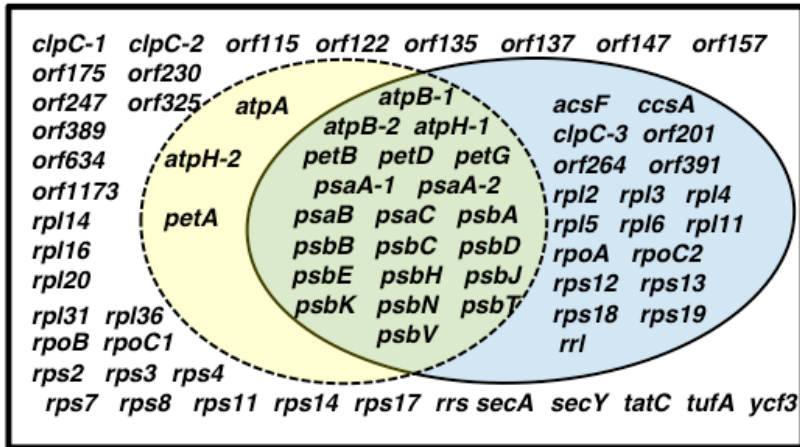 clpC-1 clpC-2 orf115 orf122 orf135 orf137 orf147 orf157
orf175 orf230
orf247 orf325 atpA atpB-1 acsF ccsA
orf389 atpB-2 atpH-1 clpC-3 orf201
orf634 atpH-2 petB petD petG orf264 orf391
orf1173 psaA-1 psaA-2 rpl2 rpl3 rpl4
rpl14 petA psaB psaC psbA rpl5 rpl6 rpl11
rpl16 psbB psbC psbD rpoA rpoC2
rpl20 psbE psbH psbJ rps12 rps13
rpl31 rpl36 psbK psbN psbT rps18 rps19
rpoB rpoC1 psbV rrl
rps2 rps3 rps4
rps7 rps8 rps11 rps14 rps17 rrs secA secY tatC tufA ycf3